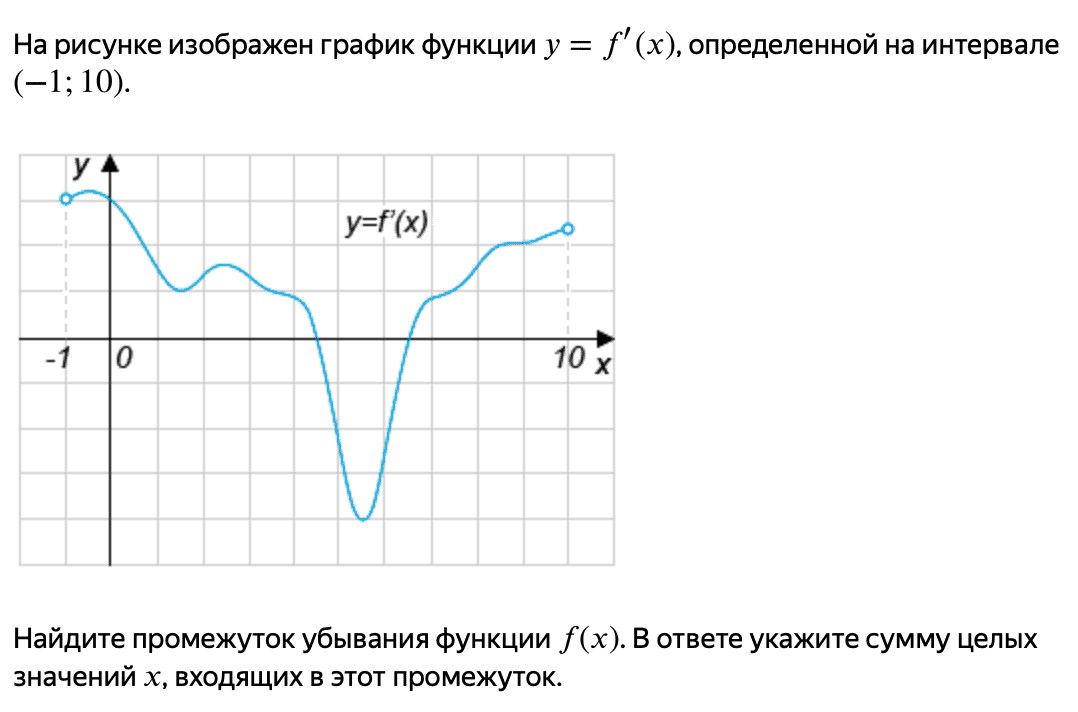 На рисунке изображен график функции y = f′(x), определенной на интервале
(−1; 10).
y
y=f'(x)
-1 0 10 x
Найдите промежуток убывания функции f(x). В ответе укажите сумму целых
значений x, входящих в этот промежуток.